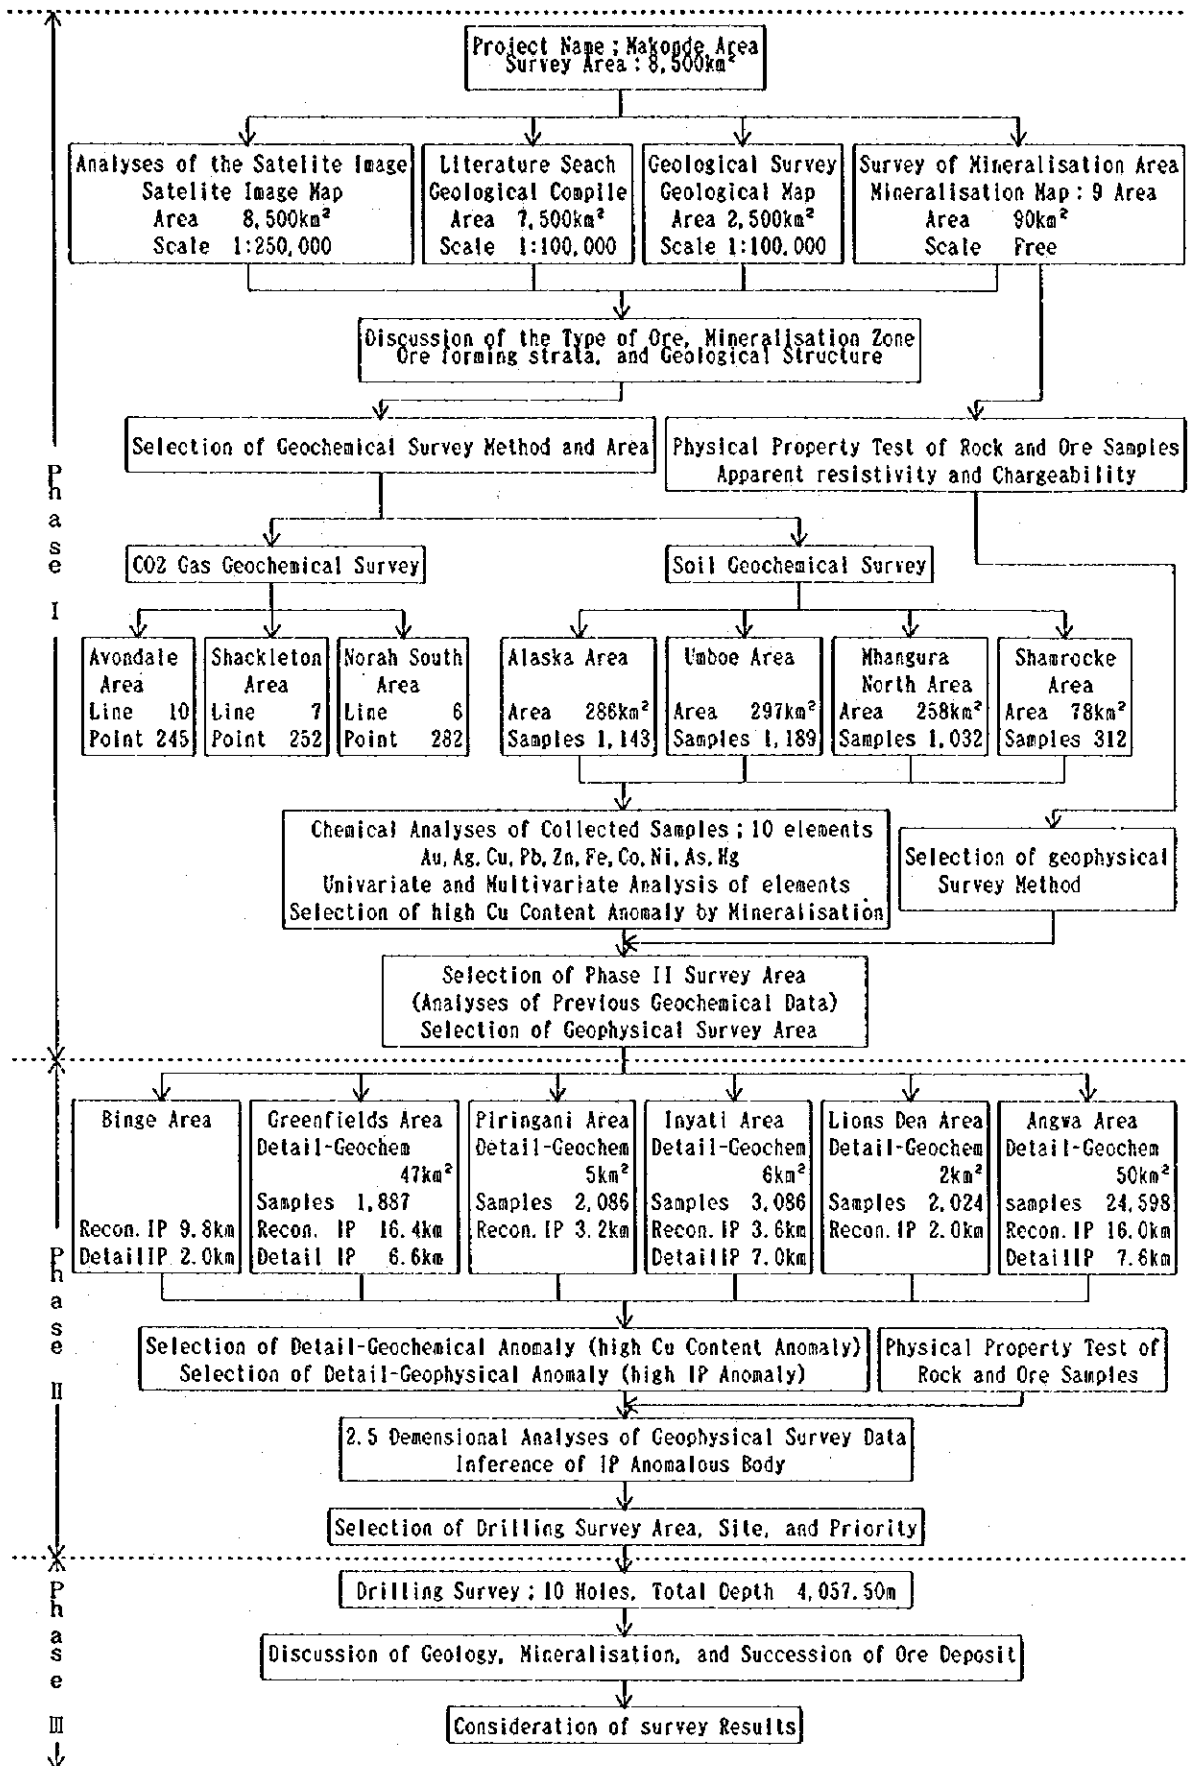 Project Name ; Makonde Area
Survey Area : 8,500km²
Analyses of the Satelite Image
Satelite Image Map
Area 8,500km²
Scale 1:250,000
Literature Seach
Geological Compile
Area 7,500km²
Scale 1:100,000
Geological Survey
Geological Map
Area 2,500km²
Scale 1:100,000
Survey of Mineralisation Area
Mineralisation Map : 9 Area
Area 90km²
Scale Free
Discussion of the Type of Ore, Mineralisation Zone
Ore forming strata, and Geological Structure
Selection of Geochemical Survey Method and Area
Physical Property Test of Rock and Ore Samples
Apparent resistivity and Chargeability
Phase I
CO2 Gas Geochemical Survey
Soil Geochemical Survey
Avondale
Area
Line 10
Point 245
Shackleton
Area
Line 7
Point 252
Norah South
Area
Line 6
Point 282
Alaska Area
Area 286km²
Samples 1,143
Umboe Area
Area 297km²
Samples 1,189
Mhangura
North Area
Area 258km²
Samples 1,032
Shamrocke
Area
Area 78km²
Samples 312
Chemical Analyses of Collected Samples ; 10 elements
Au, Ag, Cu, Pb, Zn, Fe, Co, Ni, As, Hg
Univariate and Multivariate Analysis of elements
Selection of high Cu Content Anomaly by Mineralisation
Selection of geophysical
Survey Method
Selection of Phase II Survey Area
(Analyses of Previous Geochemical Data)
Selection of Geophysical Survey Area
Phase II
Binge Area
Recon. IP 9.8km
Detail IP 2.0km
Greenfields Area
Detail-Geochem
47km²
Samples 1,887
Recon. IP 16.4km
Detail IP 6.6km
Piringani Area
Detail-Geochem
5km²
Samples 2,086
Recon. IP 3.2km
Inyati Area
Detail-Geochem
6km²
Samples 3,086
Recon. IP 3.6km
Detail IP 7.0km
Lions Den Area
Detail-Geochem
2km²
Samples 2,024
Recon. IP 2.0km
Angwa Area
Detail-Geochem
50km²
samples 24,598
Recon. IP 16.0km
Detail IP 7.6km
Selection of Detail-Geochemical Anomaly (high Cu Content Anomaly)
Selection of Detail-Geophysical Anomaly (high IP Anomaly)
Physical Property Test of
Rock and Ore Samples
2.5 Demensional Analyses of Geophysical Survey Data
Inference of IP Anomalous Body
Selection of Drilling Survey Area, Site, and Priority
Phase III
Drilling Survey ; 10 Holes, Total Depth 4,057.50m
Discussion of Geology, Mineralisation, and Succession of Ore Deposit
Consideration of survey Results